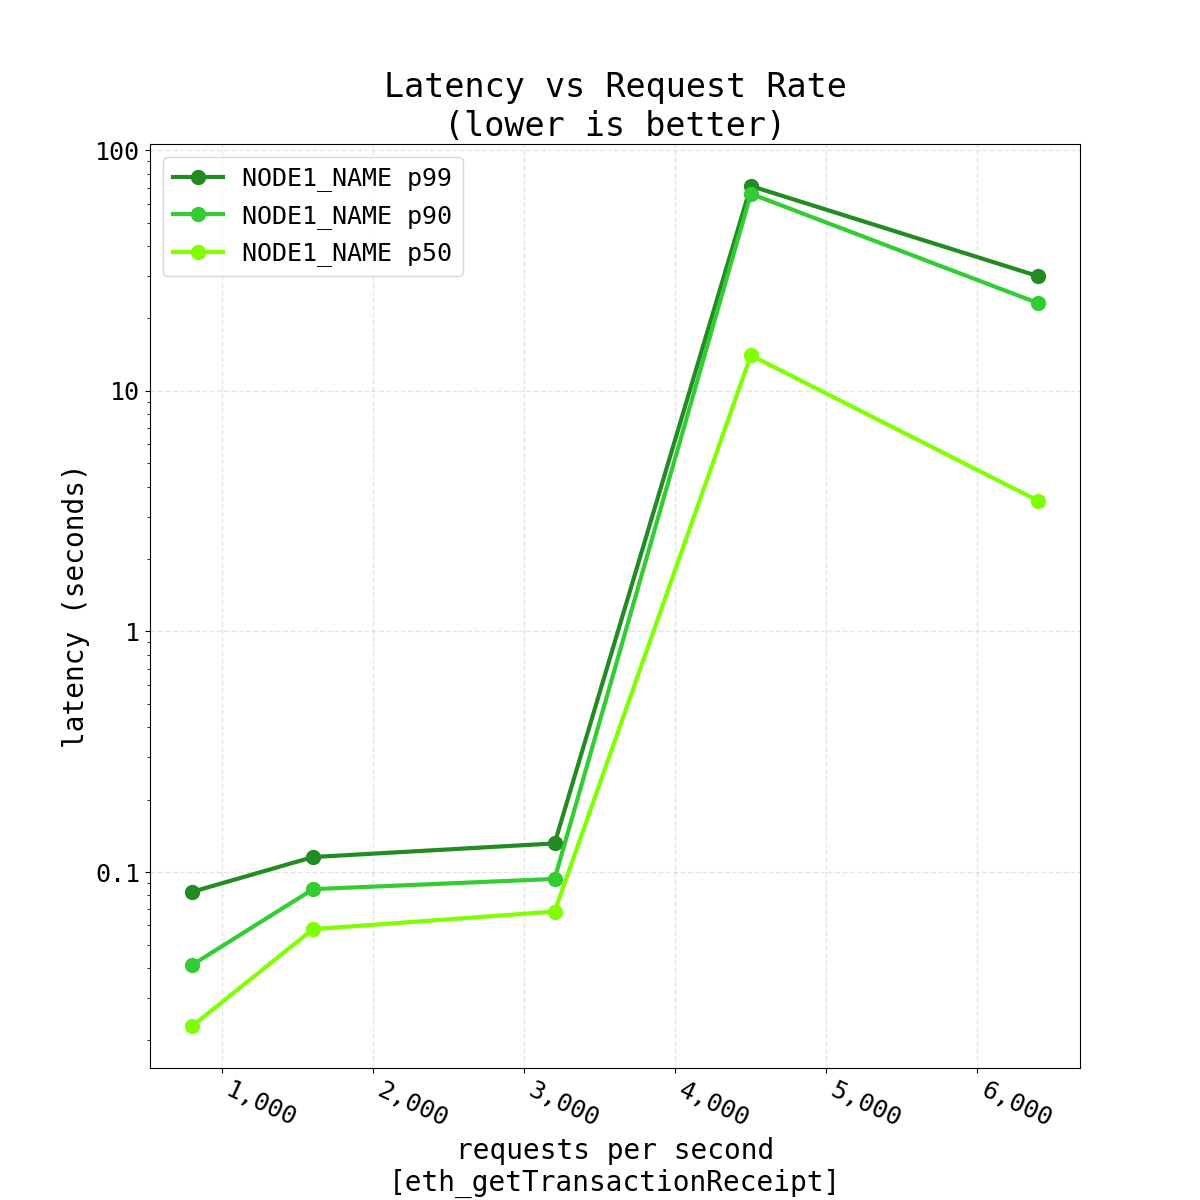 Latency vs Request Rate
(lower is better)
NODE1_NAME p99
NODE1_NAME p90
NODE1_NAME p50
latency (seconds)
100
10
1
0.1
1,000
2,000
3,000
4,000
5,000
6,000
requests per second
[eth_getTransactionReceipt]